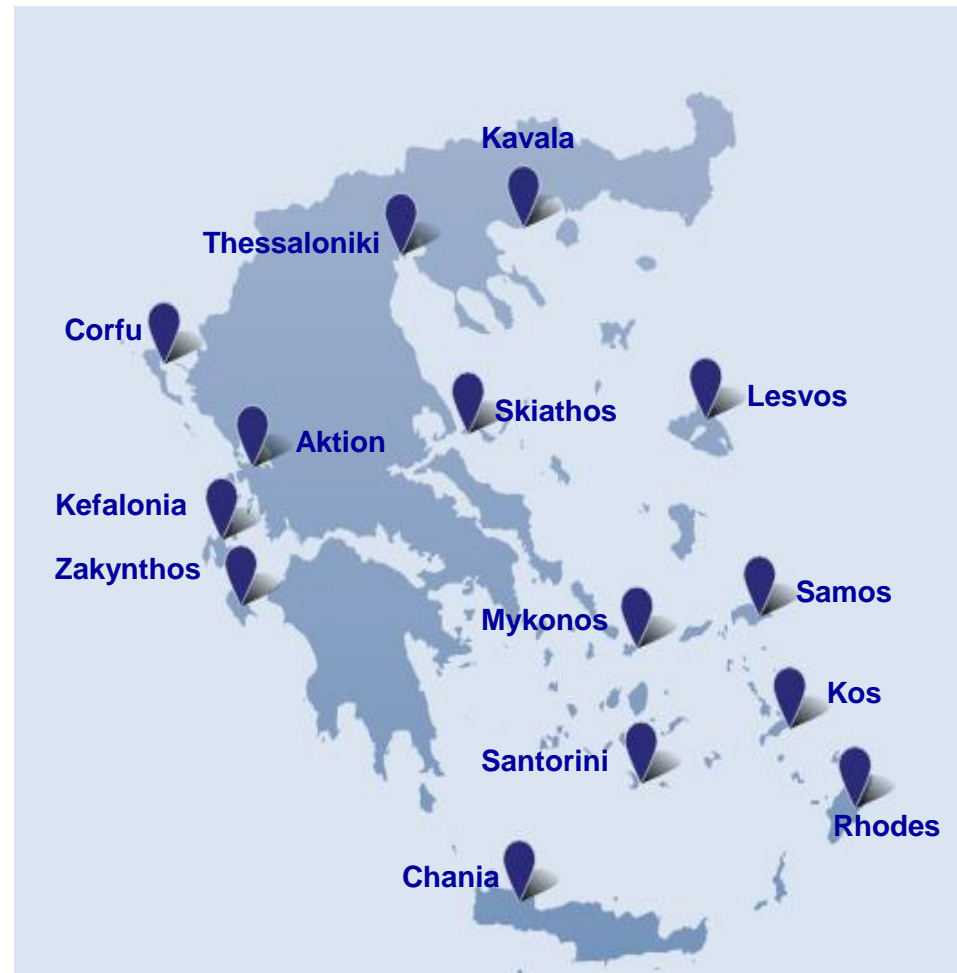 Kavala
Thessaloniki
Corfu
Lesvos
Skiathos
Aktion
Kefalonia
Zakynthos
Samos
Mykonos
Kos
Santorini
Rhodes
Chania